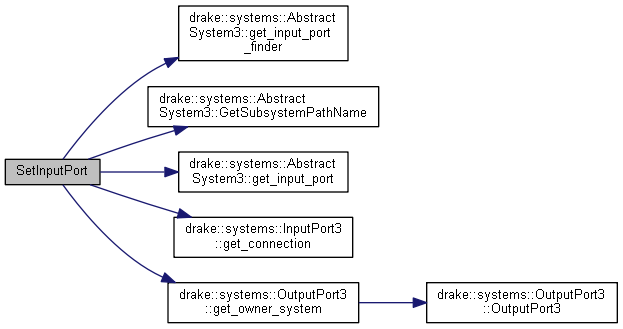 drake::systems::Abstract
System3::get_input_port
_finder
drake::systems::Abstract
System3::GetSubsystemPathName
SetInputPort
drake::systems::Abstract
System3::get_input_port
drake::systems::InputPort3
::get_connection
drake::systems::OutputPort3
::get_owner_system
drake::systems::OutputPort3
::OutputPort3